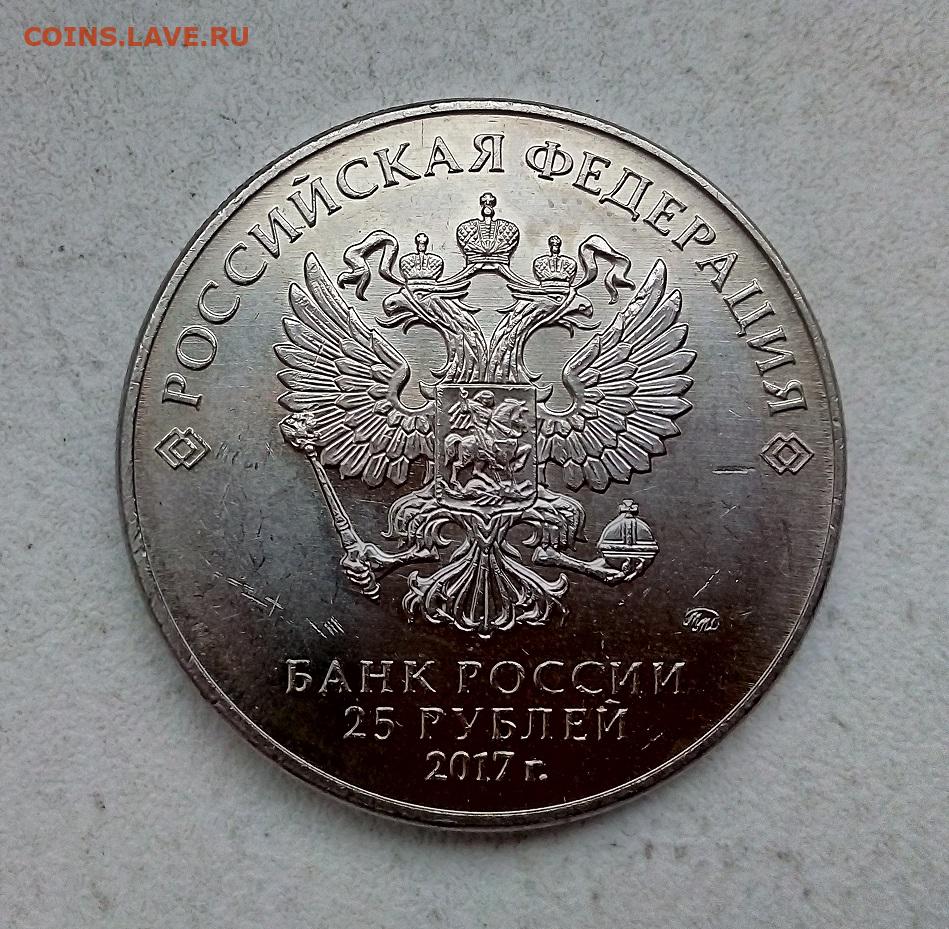 COINS.LAVE.RU
РОССИЙСКАЯ ФЕДЕРАЦИЯ
БАНК РОССИИ
25 РУБЛЕЙ
2017 г.